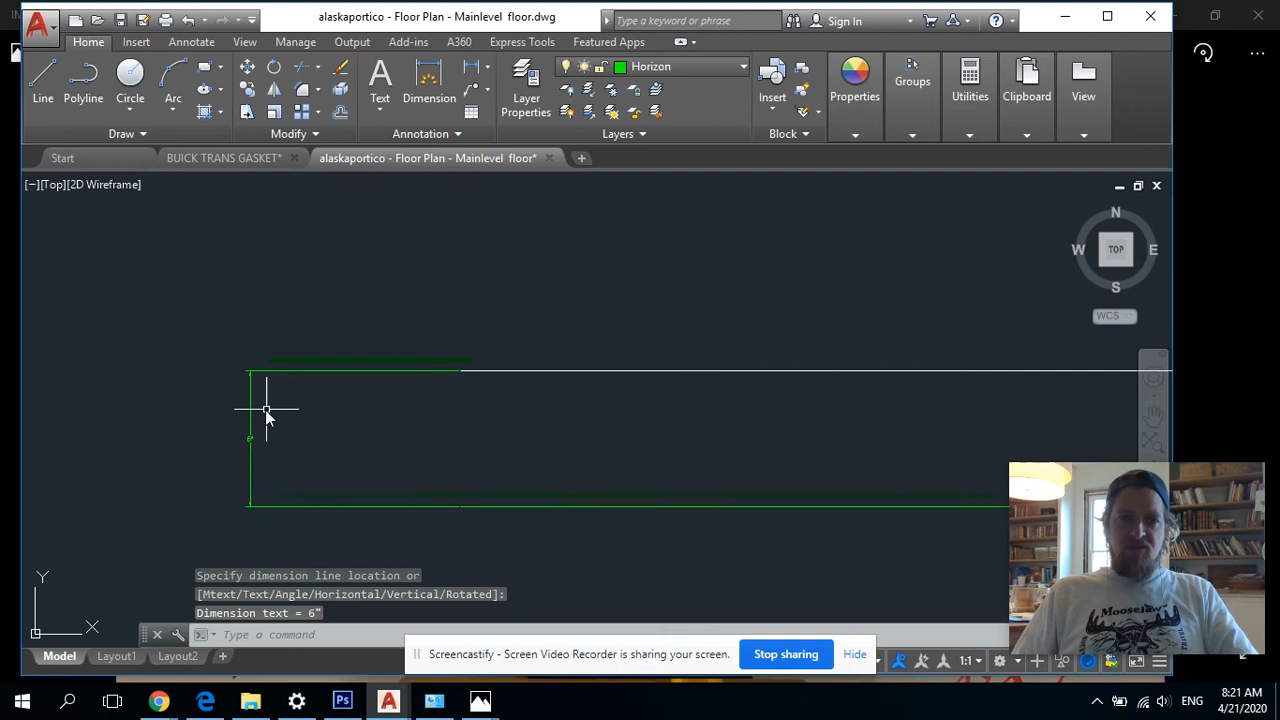 alaskaportico - Floor Plan - Mainlevel floor.dwg
Type a keyword or phrase
Sign In
Home Insert Annotate View Manage Output Add-ins A360 Express Tools Featured Apps
Line Polyline Circle Arc Text Dimension Layer Properties Horizon Insert Properties Groups Utilities Clipboard View
Draw Modify Annotation Layers Block
Start BUICK TRANS GASKET* alaskaportico - Floor Plan - Mainlevel floor*
[−][Top][2D Wireframe]
N
W TOP E
S
WCS
6"
Y
X
Specify dimension line location or
[Mtext/Text/Angle/Horizontal/Vertical/Rotated]:
Dimension text = 6"
Type a command
Moosejaw
Screencastify - Screen Video Recorder is sharing your screen. Stop sharing Hide
Model Layout1 Layout2 1:1
ENG
8:21 AM
4/21/2020